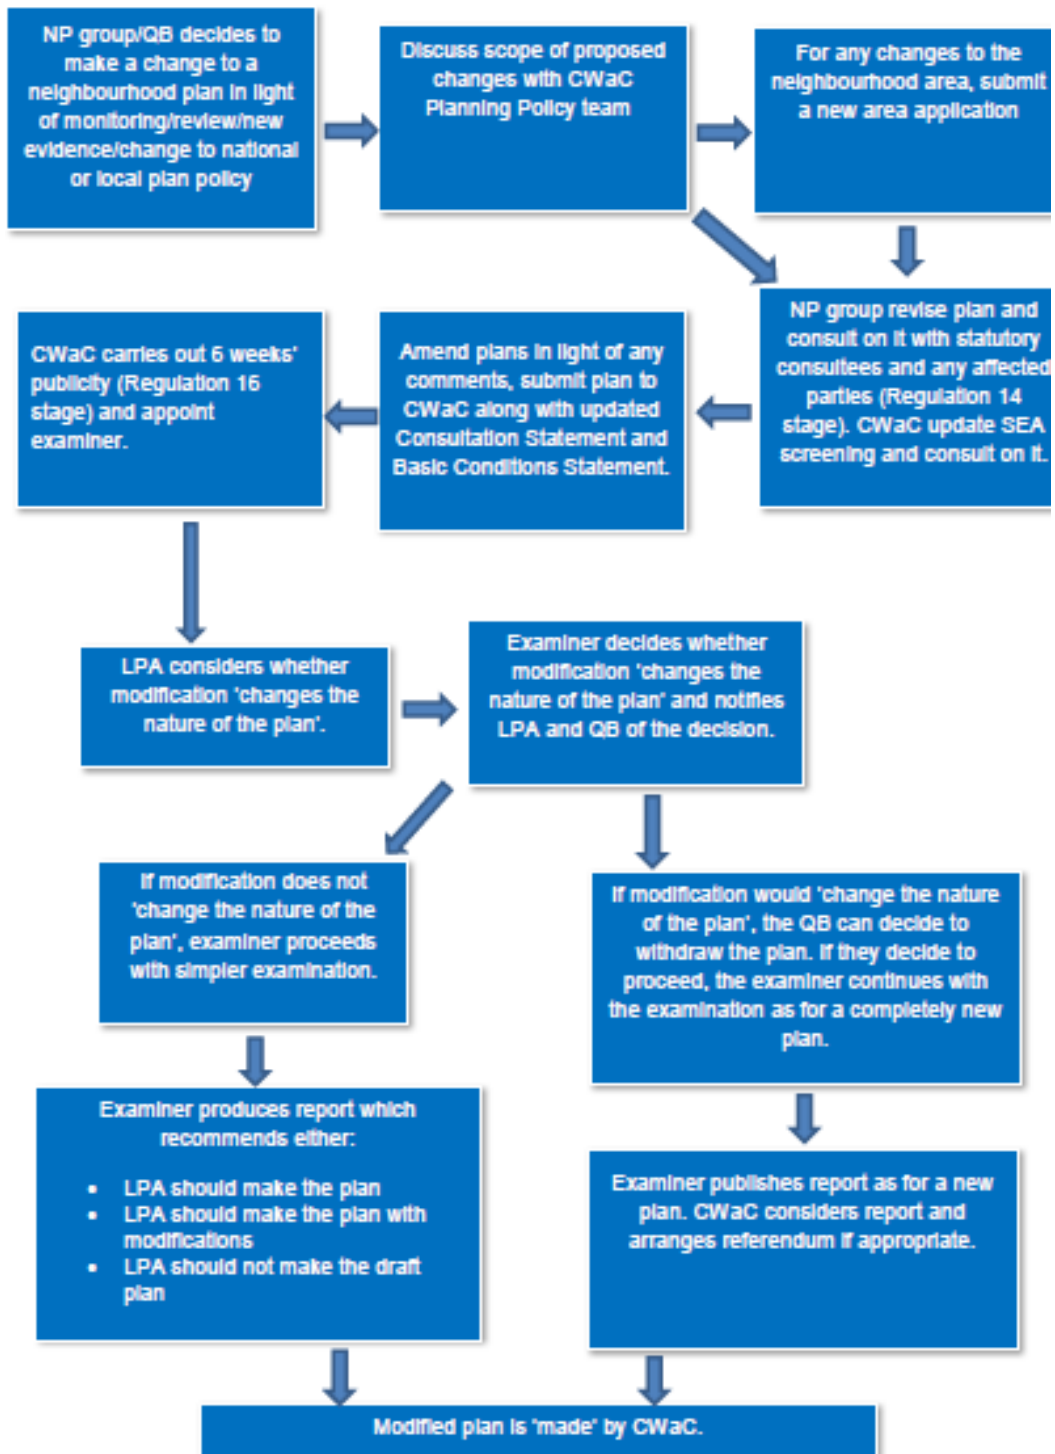 NP group/QB decides to
make a change to a
neighbourhood plan in light
of monitoring/review/new
evidence/change to national
or local plan policy
Discuss scope of proposed
changes with CWaC
Planning Policy team
For any changes to the
neighbourhood area, submit
a new area application
NP group revise plan and
consult on it with statutory
consultees and any affected
parties (Regulation 14
stage). CWaC update SEA
screening and consult on it.
Amend plans in light of any
comments, submit plan to
CWaC along with updated
Consultation Statement and
Basic Conditions Statement.
CWaC carries out 6 weeks'
publicity (Regulation 16
stage) and appoint
examiner.
LPA considers whether
modification 'changes the
nature of the plan'.
Examiner decides whether
modification 'changes the
nature of the plan' and notifies
LPA and QB of the decision.
If modification does not
'change the nature of the
plan', examiner proceeds
with simpler examination.
If modification would 'change the nature
of the plan', the QB can decide to
withdraw the plan. If they decide to
proceed, the examiner continues with
the examination as for a completely new
plan.
Examiner produces report which
recommends either:
• LPA should make the plan
• LPA should make the plan with
modifications
• LPA should not make the draft
plan
Examiner publishes report as for a new
plan. CWaC considers report and
arranges referendum if appropriate.
Modified plan is 'made' by CWaC.